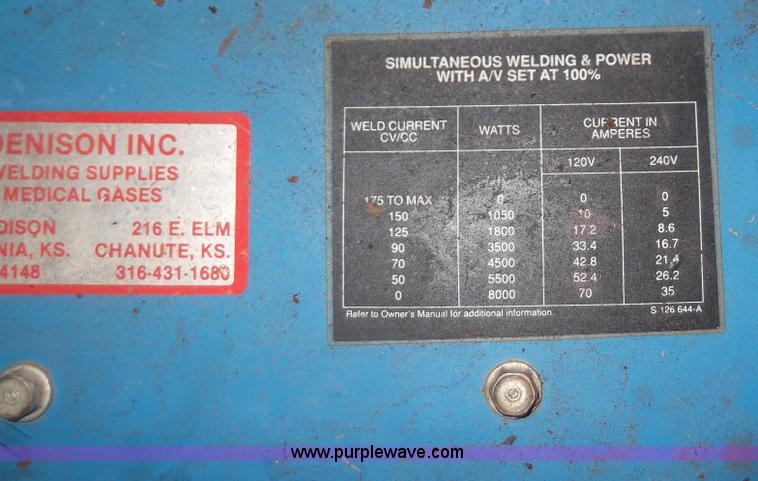 DENISON INC.
WELDING SUPPLIES
MEDICAL GASES
DISON 216 E. ELM
NIA, KS. CHANUTE, KS.
4148 316-431-1680
SIMULTANEOUS WELDING & POWER
WITH A/V SET AT 100%
WELD CURRENT CV/CC WATTS CURRENT IN AMPERES
120V 240V
175 TO MAX 0 0 0
150 1050 10 5
125 1800 17.2 8.6
90 3500 33.4 16.7
70 4500 42.8 21.4
50 5500 52.4 26.2
0 8000 70 35
Refer to Owner's Manual for additional information. S 126 644-A
www.purplewave.com